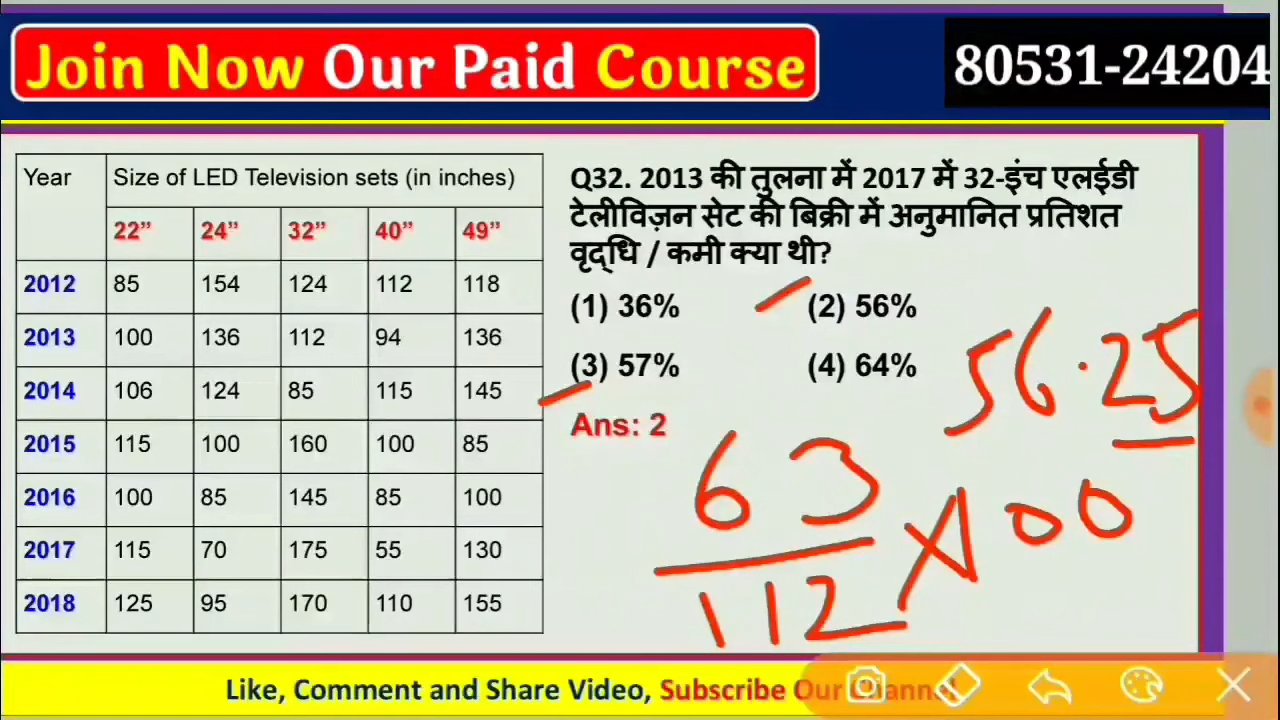 Join Now Our Paid Course
80531-24204
Year Size of LED Television sets (in inches)
22” 24” 32” 40” 49”
2012 85 154 124 112 118
2013 100 136 112 94 136
2014 106 124 85 115 145
2015 115 100 160 100 85
2016 100 85 145 85 100
2017 115 70 175 55 130
2018 125 95 170 110 155
Q32. 2013 की तुलना में 2017 में 32-इंच एलईडी
टेलीविज़न सेट की बिक्री में अनुमानित प्रतिशत
वृद्धि / कमी क्या थी?
(1) 36% (2) 56%
(3) 57% (4) 64%
Ans: 2
56.25
63
112 × 100
Like, Comment and Share Video, Subscribe Our Channel